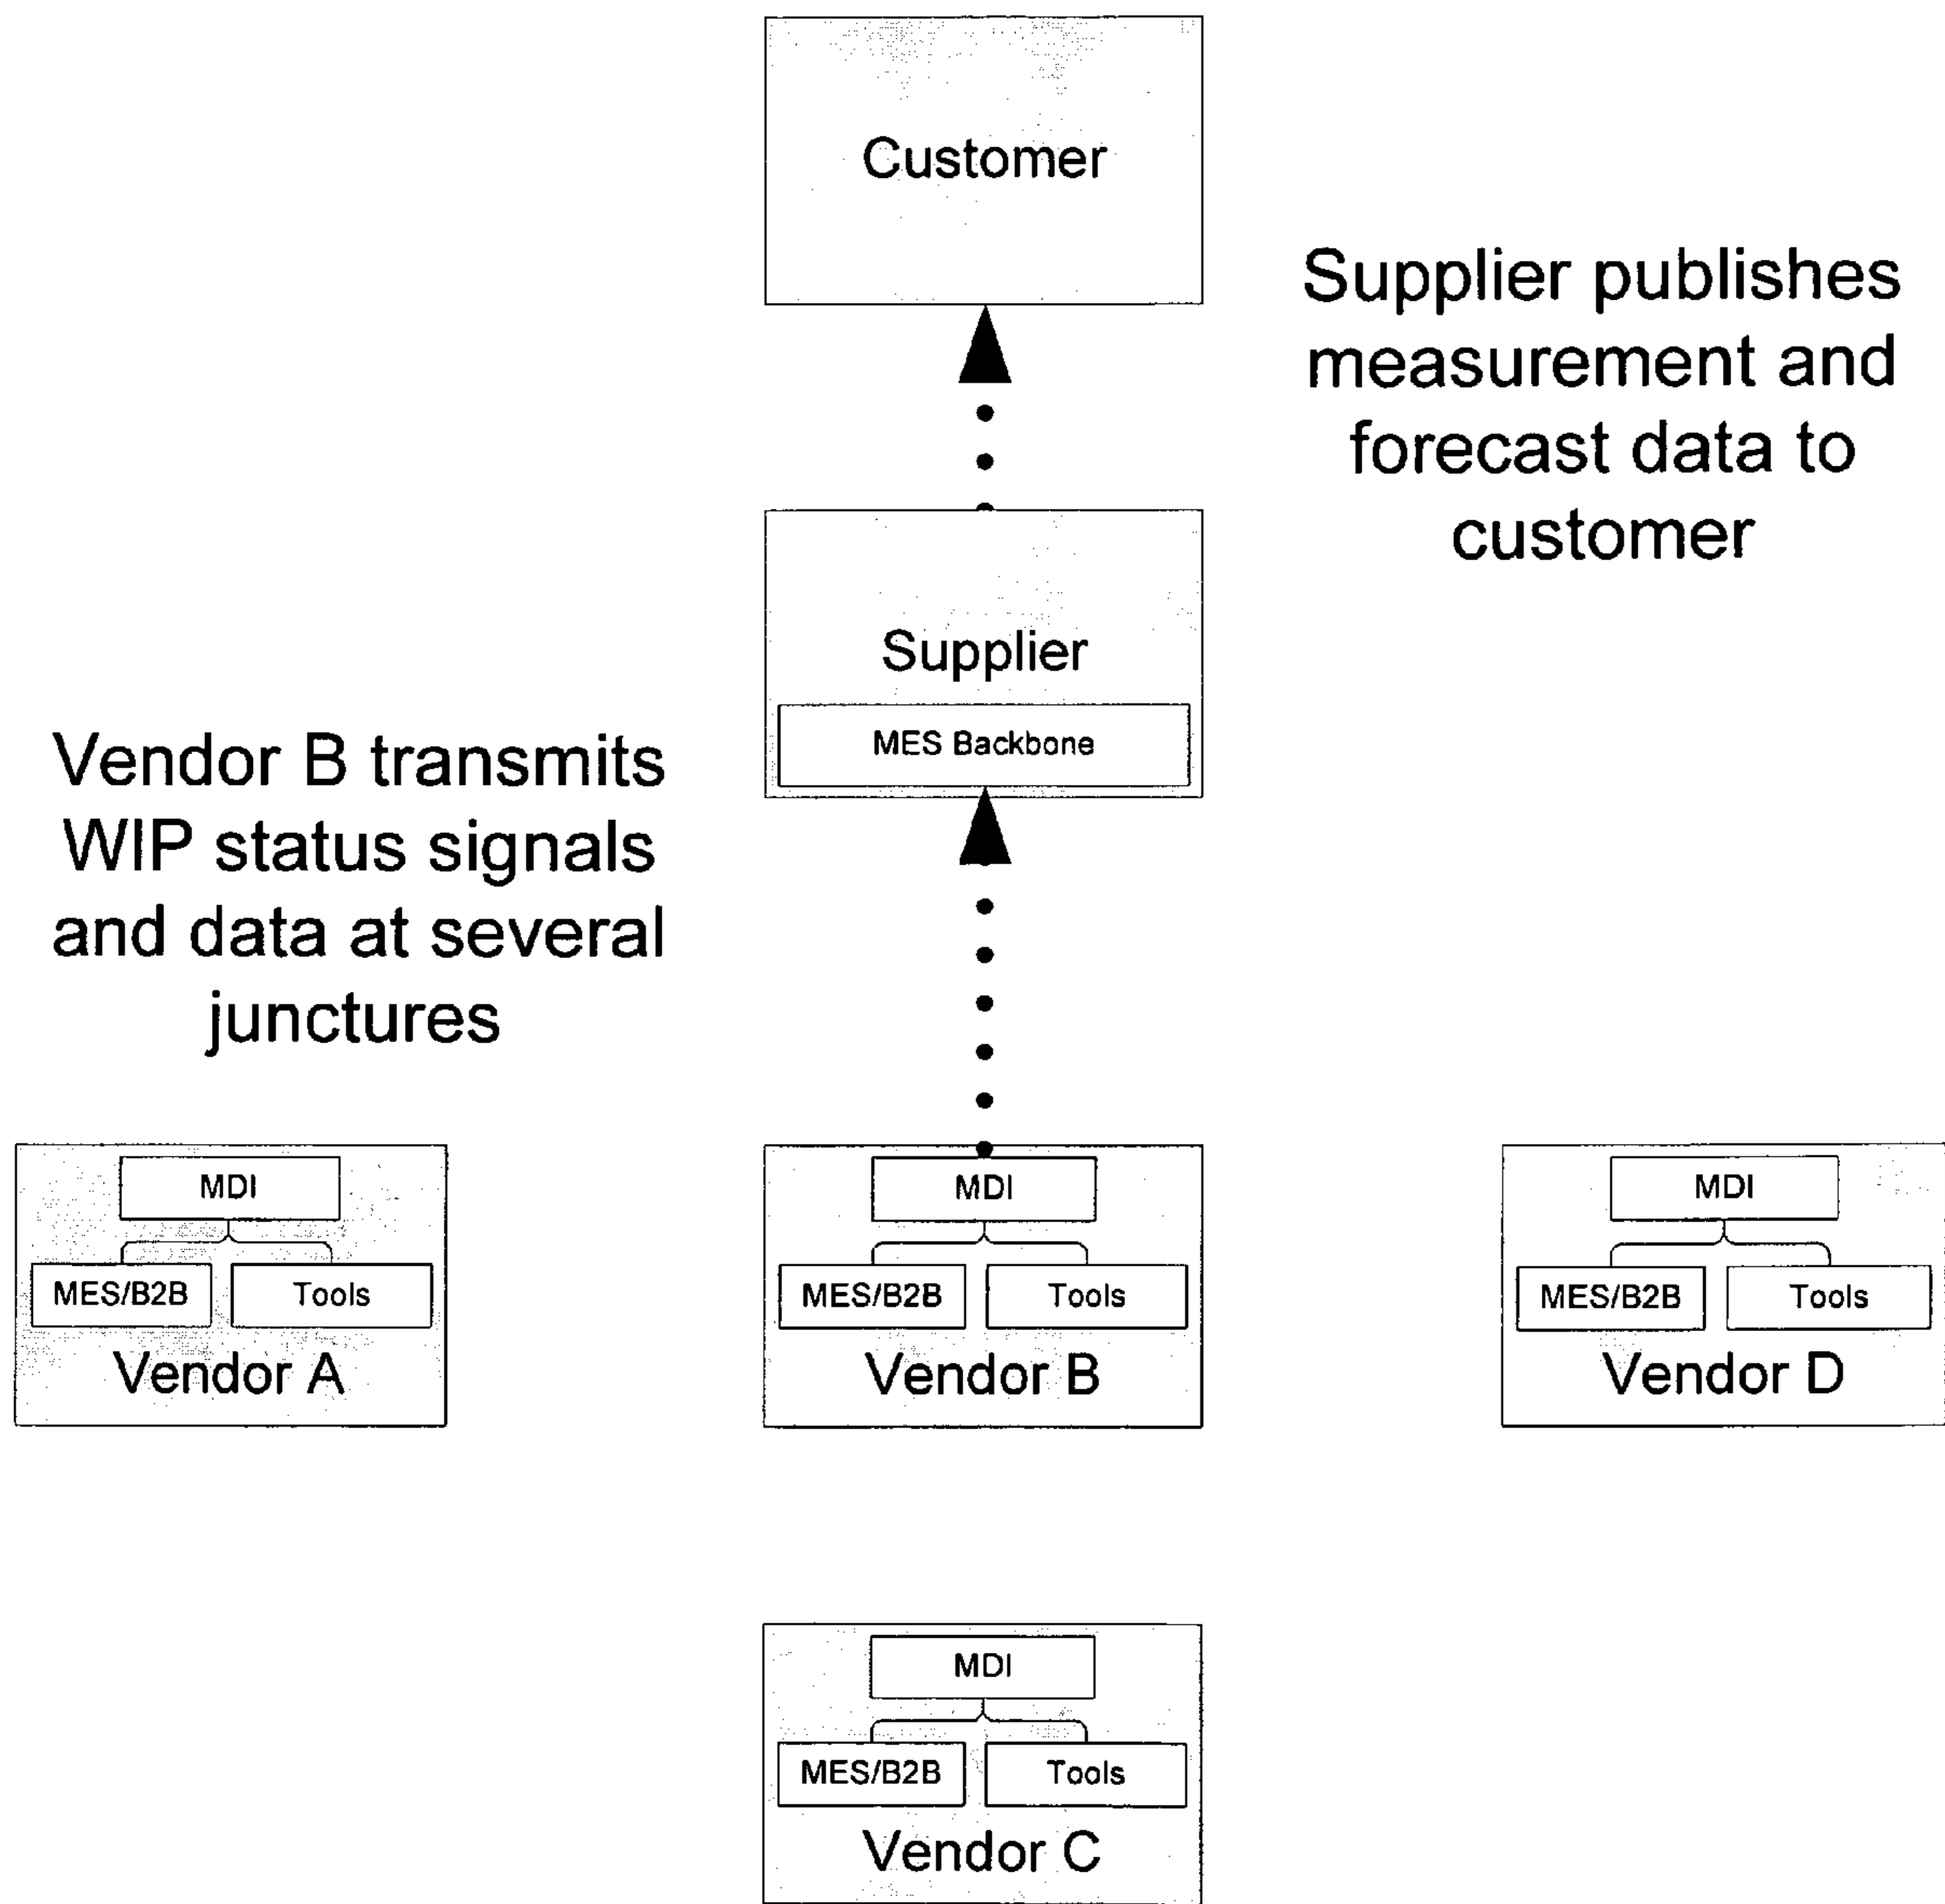 Customer
Supplier publishes
measurement and
forecast data to
customer
Supplier
MES Backbone
Vendor B transmits
WIP status signals
and data at several
junctures
MDI
MES/B2B
Tools
Vendor A
MDI
MES/B2B
Tools
Vendor B
MDI
MES/B2B
Tools
Vendor D
MDI
MES/B2B
Tools
Vendor C